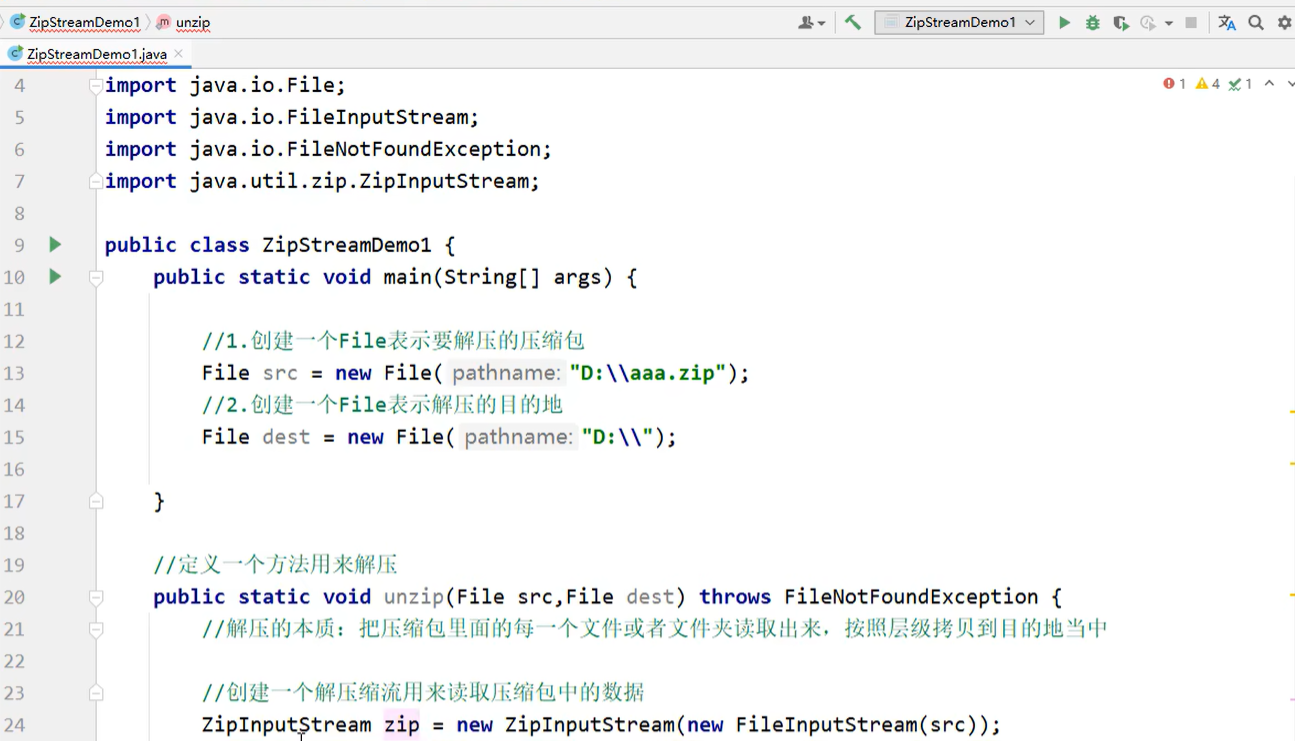 ZipStreamDemo1 unzip ZipStreamDemo1
ZipStreamDemo1.java
1 4 1
4 import java.io.File;
5 import java.io.FileInputStream;
6 import java.io.FileNotFoundException;
7 import java.util.zip.ZipInputStream;
8
9 public class ZipStreamDemo1 {
10 public static void main(String[] args) {
11
12 //1.创建一个File表示要解压的压缩包
13 File src = new File( pathname: "D:\\aaa.zip");
14 //2.创建一个File表示解压的目的地
15 File dest = new File( pathname: "D:\\");
16
17 }
18
19 //定义一个方法用来解压
20 public static void unzip(File src,File dest) throws FileNotFoundException {
21 //解压的本质：把压缩包里面的每一个文件或者文件夹读取出来，按照层级拷贝到目的地当中
22
23 //创建一个解压缩流用来读取压缩包中的数据
24 ZipInputStream zip = new ZipInputStream(new FileInputStream(src));